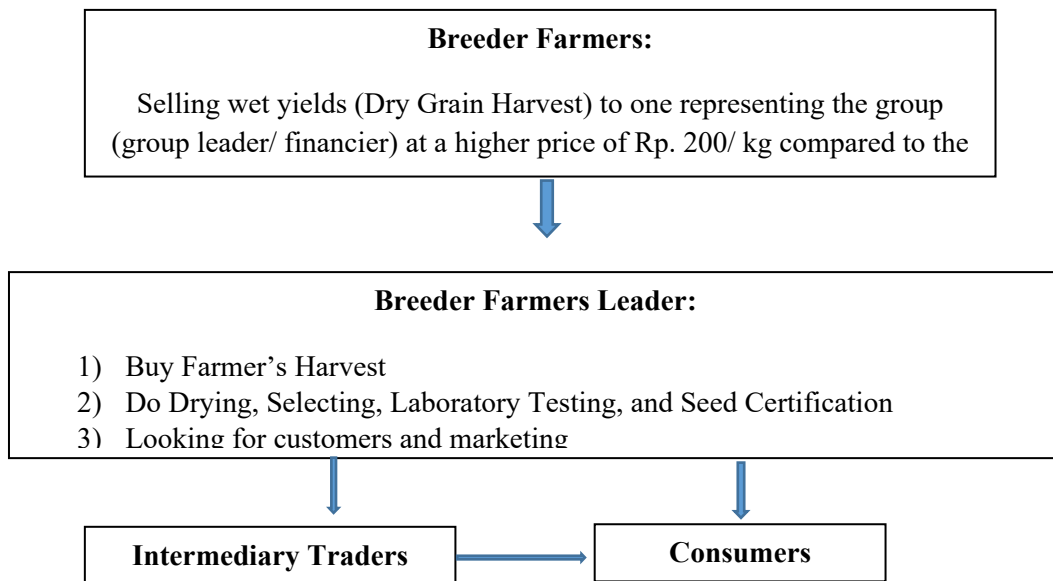 Breeder Farmers:
Selling wet yields (Dry Grain Harvest) to one representing the group
(group leader/ financier) at a higher price of Rp. 200/ kg compared to the
Breeder Farmers Leader:
1) Buy Farmer’s Harvest
2) Do Drying, Selecting, Laboratory Testing, and Seed Certification
3) Looking for customers and marketing
Intermediary Traders
Consumers